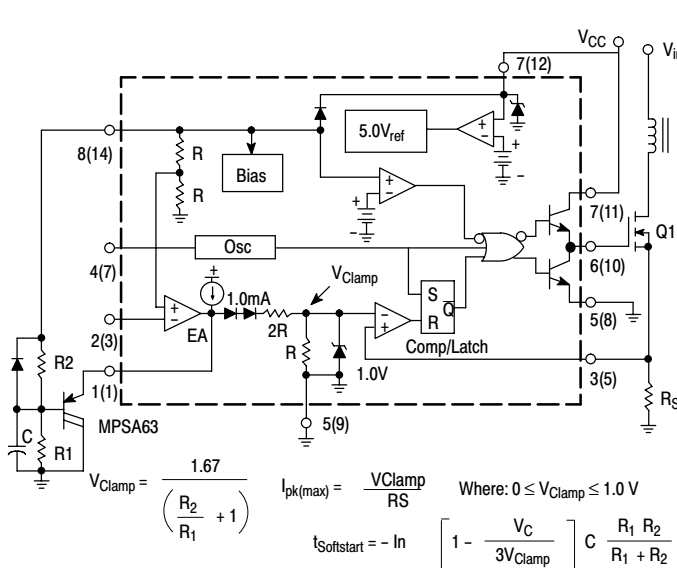 VCC
Vin
7(12)
5.0Vref
+
-
+
-
8(14)
R
R
Bias
+
-
+
-
7(11)
Q1
4(7)
Osc
6(10)
VClamp
+
1.0mA
S
Q
R
5(8)
+
-
EA
2R
R
-
+
2(3)
Comp/Latch
1.0V
3(5)
R2
1(1)
MPSA63
5(9)
RS
C
R1
VClamp = 1.67 / (R2 / R1 + 1)
Ipk(max) = VClamp / RS
Where: 0 ≤ VClamp ≤ 1.0 V
tSoftstart = - In [1 - VC / 3VClamp] C R1 R2 / R1 + R2